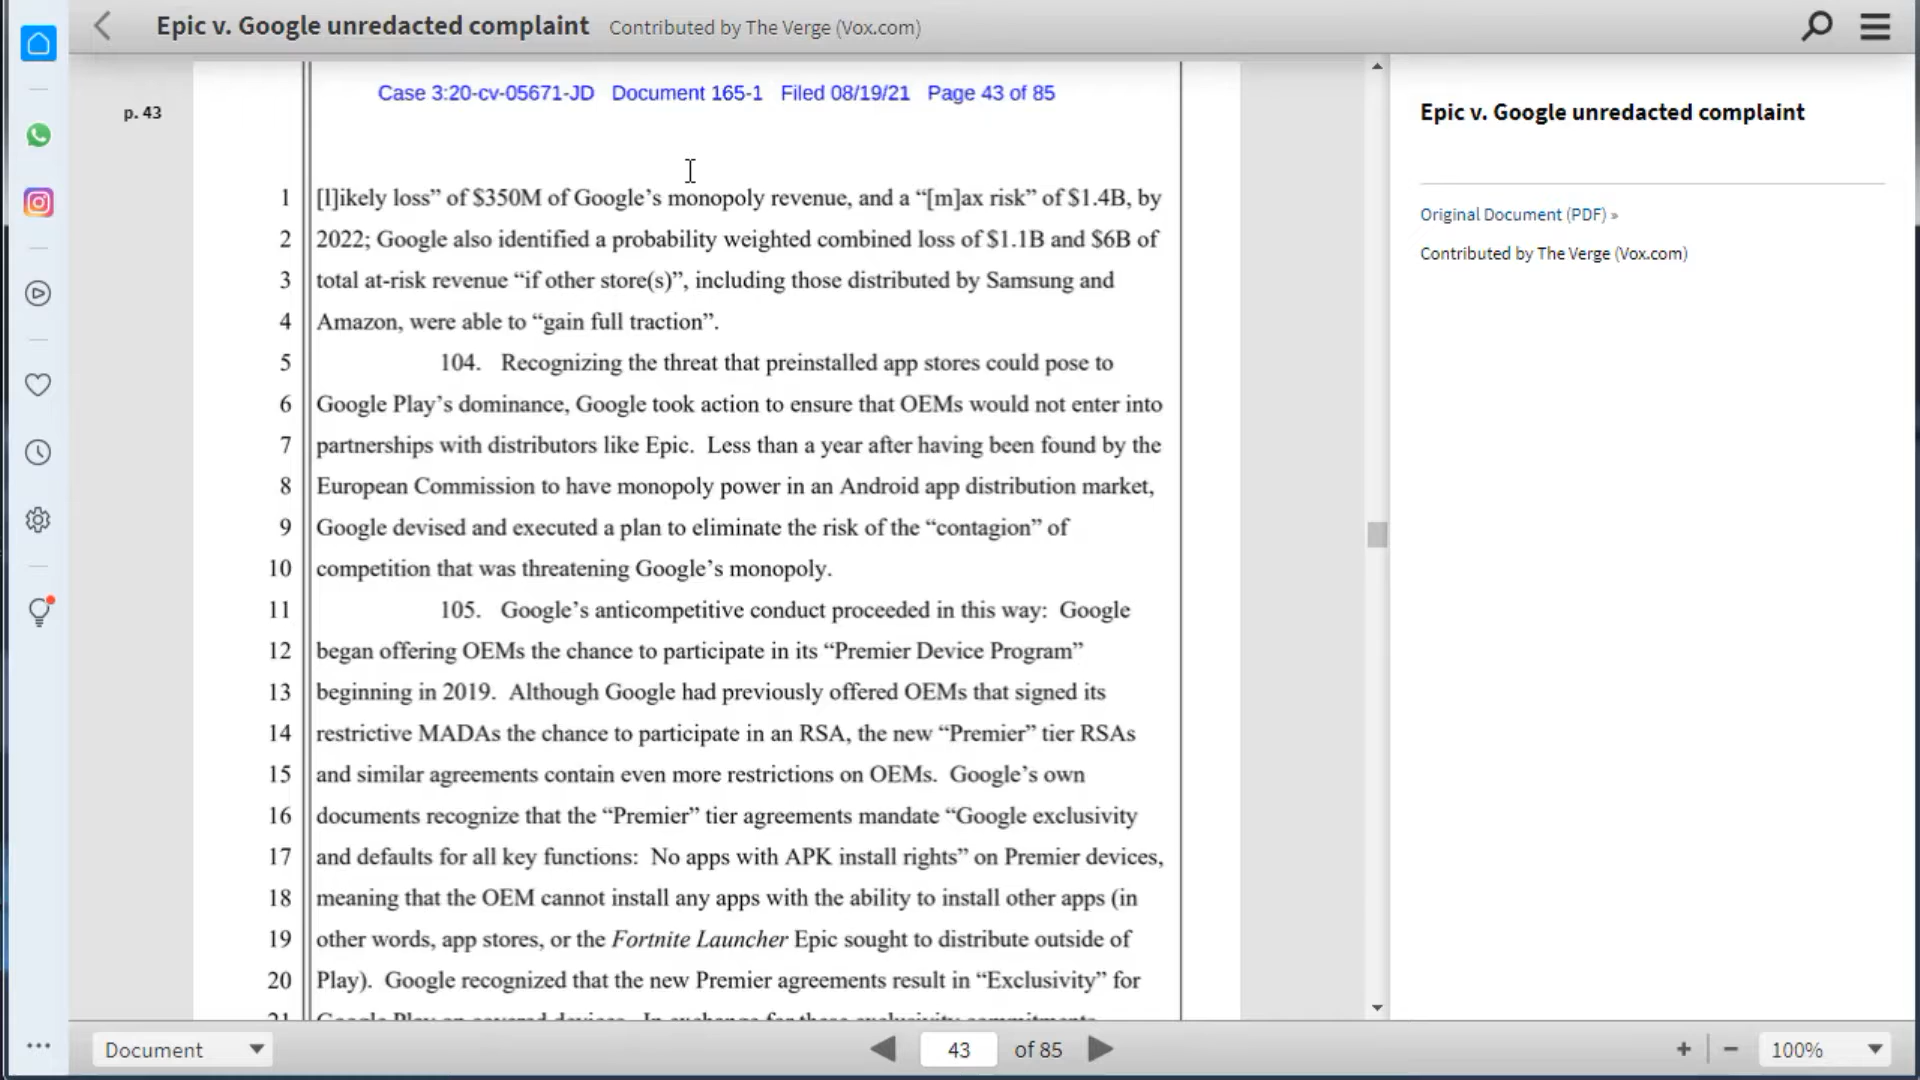 Epic v. Google unredacted complaint Contributed by The Verge (Vox.com)
p. 43
Case 3:20-cv-05671-JD Document 165-1 Filed 08/19/21 Page 43 of 85
1 [l]ikely loss” of $350M of Google’s monopoly revenue, and a “[m]ax risk” of $1.4B, by
2 2022; Google also identified a probability weighted combined loss of $1.1B and $6B of
3 total at-risk revenue “if other store(s)”, including those distributed by Samsung and
4 Amazon, were able to “gain full traction”.
5 104. Recognizing the threat that preinstalled app stores could pose to
6 Google Play’s dominance, Google took action to ensure that OEMs would not enter into
7 partnerships with distributors like Epic. Less than a year after having been found by the
8 European Commission to have monopoly power in an Android app distribution market,
9 Google devised and executed a plan to eliminate the risk of the “contagion” of
10 competition that was threatening Google’s monopoly.
11 105. Google’s anticompetitive conduct proceeded in this way: Google
12 began offering OEMs the chance to participate in its “Premier Device Program”
13 beginning in 2019. Although Google had previously offered OEMs that signed its
14 restrictive MADAs the chance to participate in an RSA, the new “Premier” tier RSAs
15 and similar agreements contain even more restrictions on OEMs. Google’s own
16 documents recognize that the “Premier” tier agreements mandate “Google exclusivity
17 and defaults for all key functions: No apps with APK install rights” on Premier devices,
18 meaning that the OEM cannot install any apps with the ability to install other apps (in
19 other words, app stores, or the Fortnite Launcher Epic sought to distribute outside of
20 Play). Google recognized that the new Premier agreements result in “Exclusivity” for
21 Google Play on covered devices. In exchange for these exclusivity commitments
Epic v. Google unredacted complaint
Original Document (PDF) »
Contributed by The Verge (Vox.com)
Document
43 of 85
100%